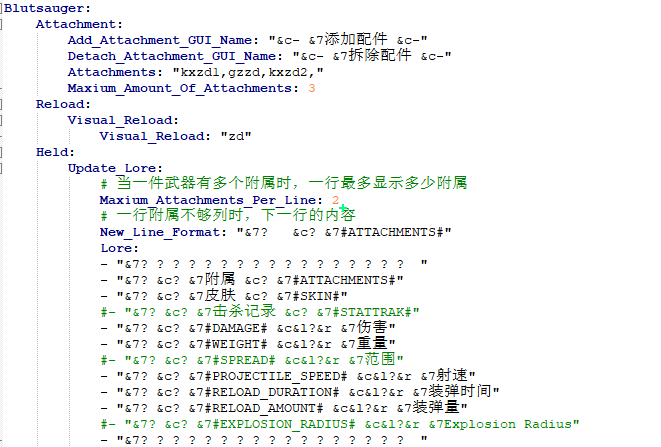 Blutsauger:
    Attachment:
        Add_Attachment_GUI_Name: "&c- &7添加配件 &c-"
        Detach_Attachment_GUI_Name: "&c- &7拆除配件 &c-"
        Attachments: "kxzd1,gzzd,kxzd2,"
        Maxium_Amount_Of_Attachments: 3
    Reload:
        Visual_Reload:
            Visual_Reload: "zd"
    Held:
        Update_Lore:
            # 当一件武器有多个附属时，一行最多显示多少附属
            Maxium_Attachments_Per_Line: 2
            # 一行附属不够列时，下一行的内容
            New_Line_Format: "&7?   &c? &7#ATTACHMENTS#"
            Lore:
            - "&7? ? ? ? ? ? ? ? ? ? ? ? ? ? ? ?  "
            - "&7? &c? &7附属 &c? &7#ATTACHMENTS#"
            - "&7? &c? &7皮肤 &c? &7#SKIN#"
            #- "&7? &c? &7击杀记录 &c? &7#STATTRAK#"
            - "&7? &c? &7#DAMAGE# &c&l?&r &7伤害"
            - "&7? &c? &7#WEIGHT# &c&l?&r &7重量"
            #- "&7? &c? &7#SPREAD# &c&l?&r &7范围"
            - "&7? &c? &7#PROJECTILE_SPEED# &c&l?&r &7射速"
            - "&7? &c? &7#RELOAD_DURATION# &c&l?&r &7装弹时间"
            - "&7? &c? &7#RELOAD_AMOUNT# &c&l?&r &7装弹量"
            #- "&7? &c? &7#EXPLOSION_RADIUS# &c&l?&r &7Explosion Radius"
            - "&7? ? ? ? ? ? ? ? ? ? ? ? ? ? ? ?  "